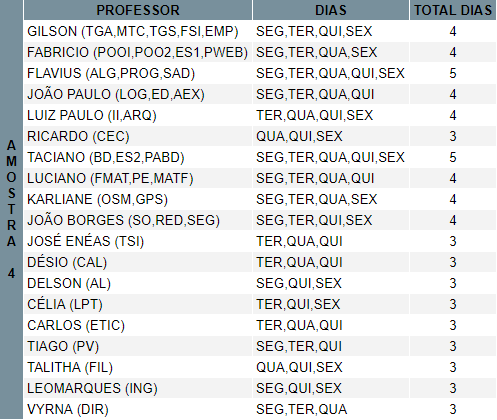 PROFESSOR DIAS TOTAL DIAS
GILSON (TGA,MTC,TGS,FSI,EMP) SEG,TER,QUI,SEX 4
FABRICIO (POOI,POO2,ES1,PWEB) SEG,TER,QUA,SEX 4
FLAVIUS (ALG,PROG,SAD) SEG,TER,QUA,QUI,SEX 5
JOÃO PAULO (LOG,ED,AEX) SEG,TER,QUA,QUI 4
LUIZ PAULO (II,ARQ) TER,QUA,QUI,SEX 4
RICARDO (CEC) QUA,QUI,SEX 3
TACIANO (BD,ES2,PABD) SEG,TER,QUA,QUI,SEX 5
LUCIANO (FMAT,PE,MATF) SEG,TER,QUA,QUI 4
KARLIANE (OSM,GPS) SEG,TER,QUA,SEX 4
JOÃO BORGES (SO,RED,SEG) SEG,TER,QUI,SEX 4
JOSÉ ENÉAS (TSI) TER,QUA,QUI 3
DÉSIO (CAL) TER,QUA,QUI 3
DELSON (AL) SEG,QUI,SEX 3
CÉLIA (LPT) TER,QUI,SEX 3
CARLOS (ETIC) TER,QUA,QUI 3
TIAGO (PV) SEG,TER,QUI 3
TALITHA (FIL) QUA,QUI,SEX 3
LEOMARQUES (ING) SEG,QUI,SEX 3
VYRNA (DIR) SEG,TER,QUA 3
AMOSTRA 4